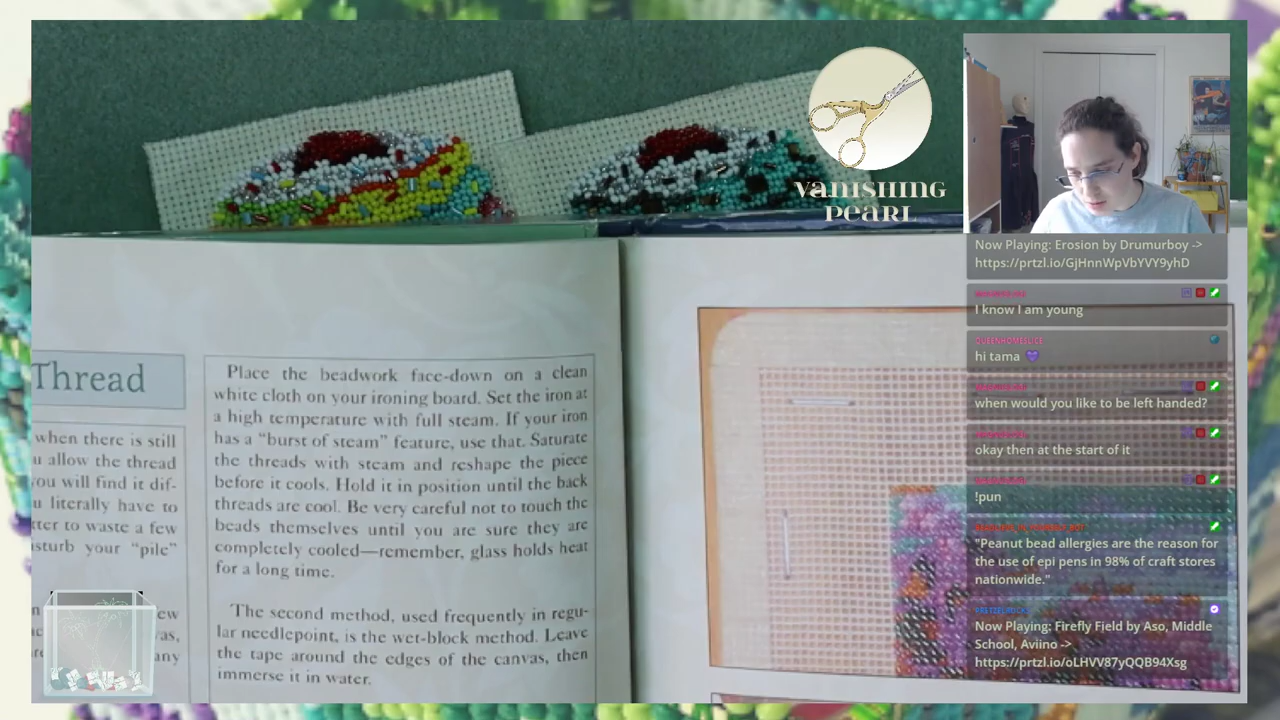 VANISHING
PEARL
Thread
when there is still
u allow the thread
you will find it dif-
u literally have to
tter to waste a few
isturb your "pile"
ew
as,
any
Place the beadwork face-down on a clean
white cloth on your ironing board. Set the iron at
a high temperature with full steam. If your iron
has a "burst of steam" feature, use that. Saturate
the threads with steam and reshape the piece
before it cools. Hold it in position until the back
threads are cool. Be very careful not to touch the
beads themselves until you are sure they are
completely cooled—remember, glass holds heat
for a long time.
The second method, used frequently in regu-
lar needlepoint, is the wet-block method. Leave
the tape around the edges of the canvas, then
immerse it in water.
Now Playing: Erosion by Drumurboy ->
https://prtzl.io/GjHnnWpVbYVY9yhD
I know I am young
QUEENHOMESLICE
hi tama 💜
when would you like to be left handed?
okay then at the start of it
!pun
"Peanut bead allergies are the reason for
the use of epi pens in 98% of craft stores
nationwide."
PRETZELROCKS
Now Playing: Firefly Field by Aso, Middle
School, Aviino ->
https://prtzl.io/oLHVV87yQQB94Xsg